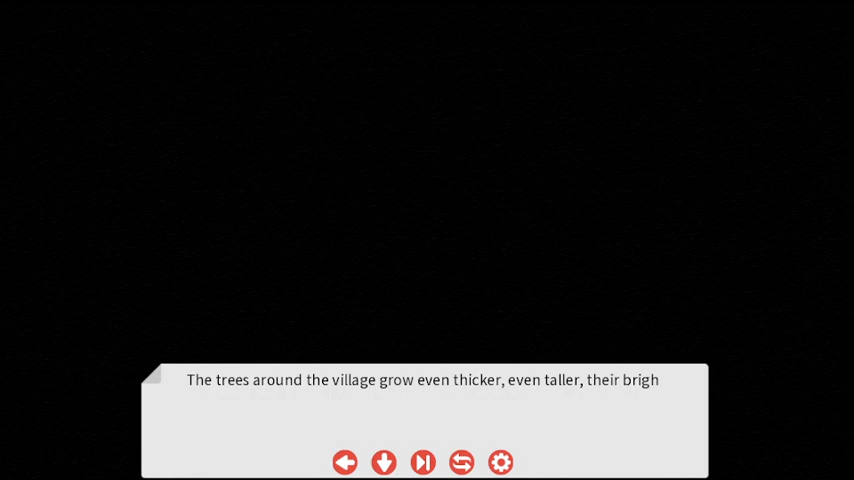 The trees around the village grow even thicker, even taller, their brigh